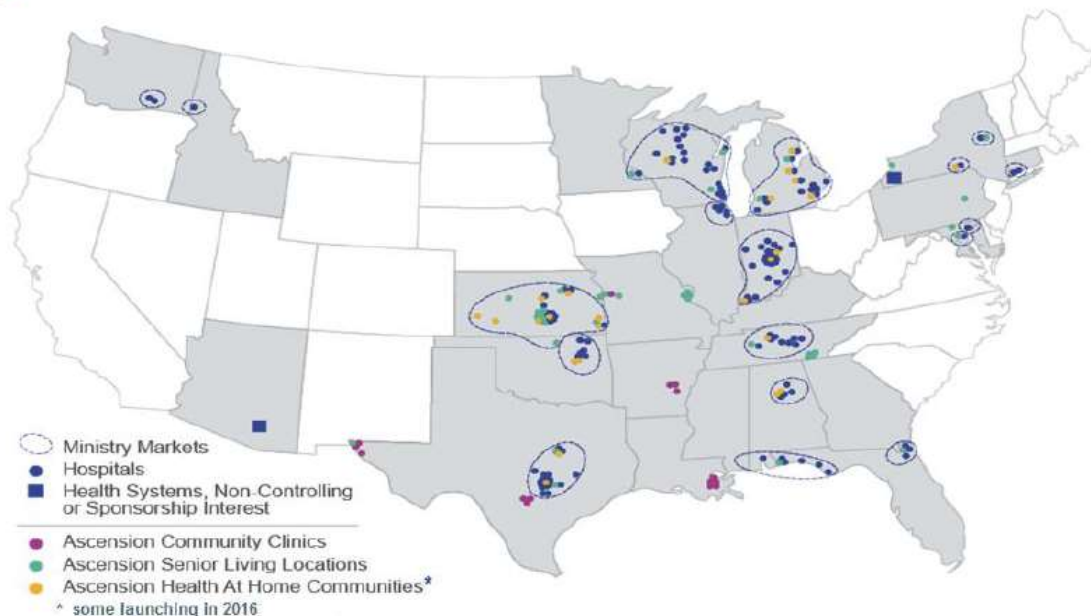 Ministry Markets
Hospitals
Health Systems, Non-Controlling
or Sponsorship Interest
Ascension Community Clinics
Ascension Senior Living Locations
Ascension Health At Home Communities*
^ some launching in 2016